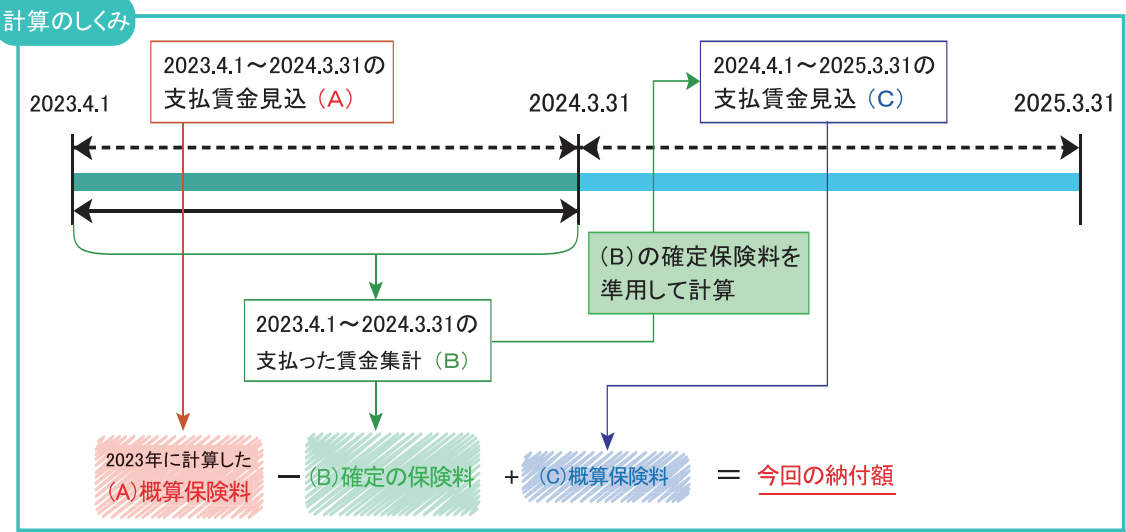 計算のしくみ
2023.4.1~2024.3.31の
支払賃金見込(A)
2024.4.1~2025.3.31の
支払賃金見込(C)
2023.4.1
2024.3.31
2025.3.31
(B)の確定保険料を
準用して計算
2023.4.1~2024.3.31の
支払った賃金集計(B)
2023年に計算した
(A)概算保険料
ー
(B)確定の保険料
+
(C)概算保険料
=
今回の納付額